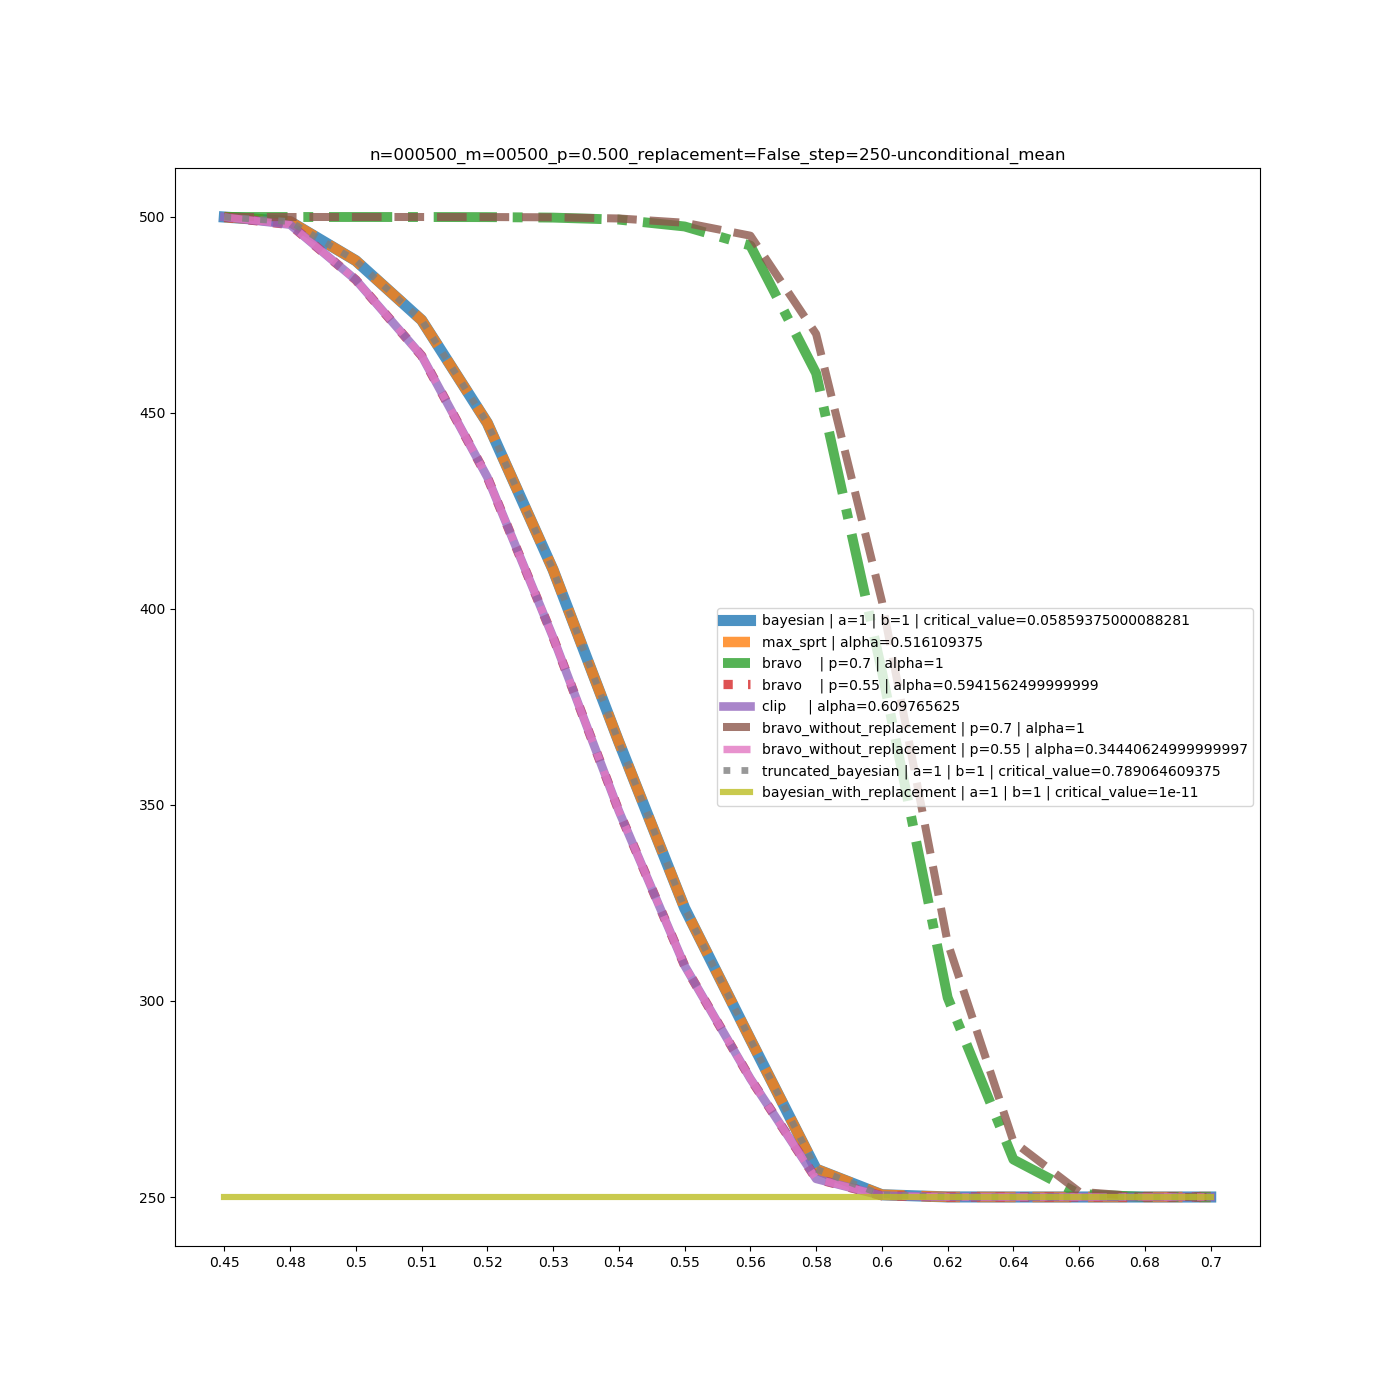 n=000500_m=00500_p=0.500_replacement=False_step=250-unconditional_mean
500
450
400
350
300
250
bayesian | a=1 | b=1 | critical_value=0.05859375000088281
max_sprt | alpha=0.516109375
bravo | p=0.7 | alpha=1
bravo | p=0.55 | alpha=0.5941562499999999
clip | alpha=0.609765625
bravo_without_replacement | p=0.7 | alpha=1
bravo_without_replacement | p=0.55 | alpha=0.34440624999999997
truncated_bayesian | a=1 | b=1 | critical_value=0.789064609375
bayesian_with_replacement | a=1 | b=1 | critical_value=1e-11
0.45 0.48 0.5 0.51 0.52 0.53 0.54 0.55 0.56 0.58 0.6 0.62 0.64 0.66 0.68 0.7